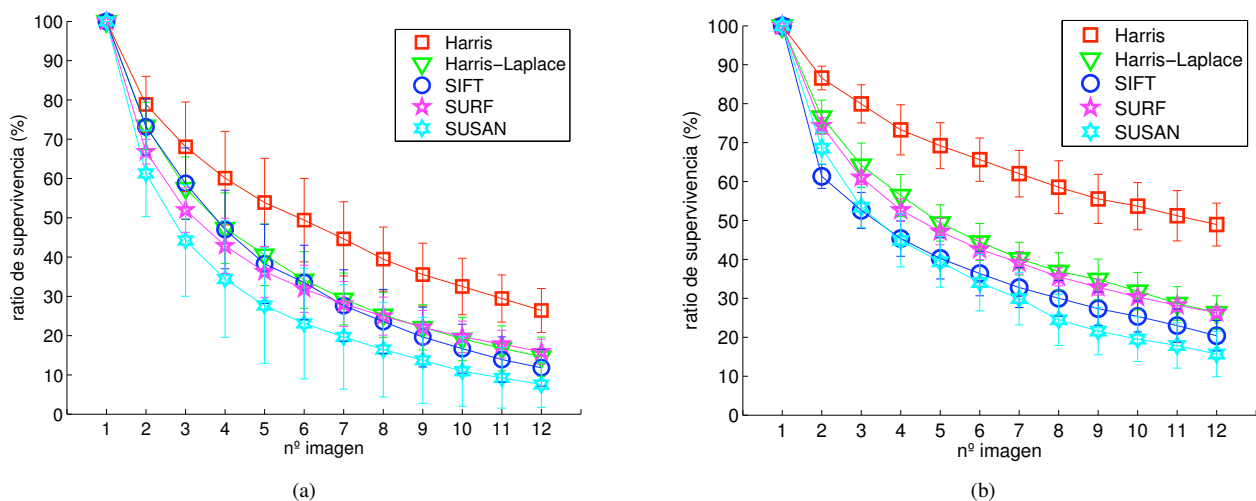 100
90
80
70
60
50
40
30
20
10
0
ratio de supervivencia (%)
Harris
Harris−Laplace
SIFT
SURF
SUSAN
1 2 3 4 5 6 7 8 9 10 11 12
nº imagen
(a)
100
90
80
70
60
50
40
30
20
10
0
ratio de supervivencia (%)
Harris
Harris−Laplace
SIFT
SURF
SUSAN
1 2 3 4 5 6 7 8 9 10 11 12
nº imagen
(b)